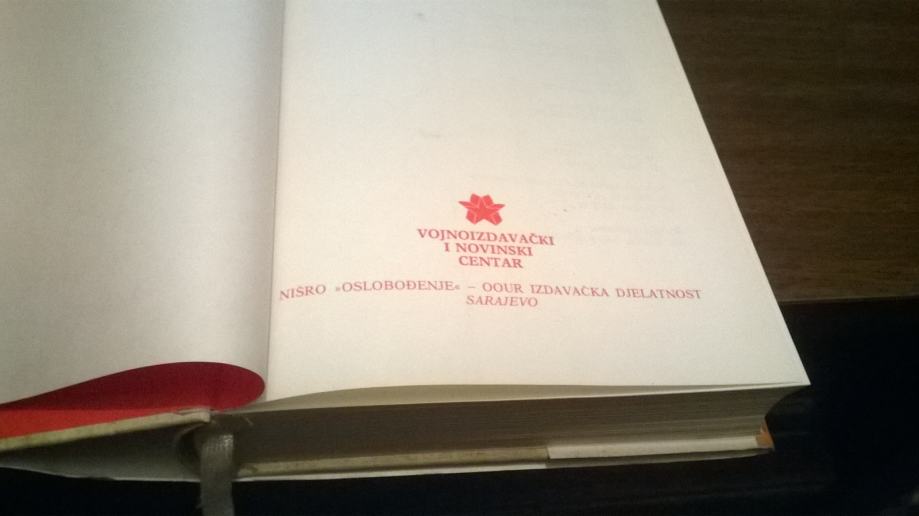 VOJNOIZDAVAČKI
I NOVINSKI
CENTAR
NIŠRO »OSLOBOĐENJE« – OOUR IZDAVAČKA DJELATNOST
SARAJEVO